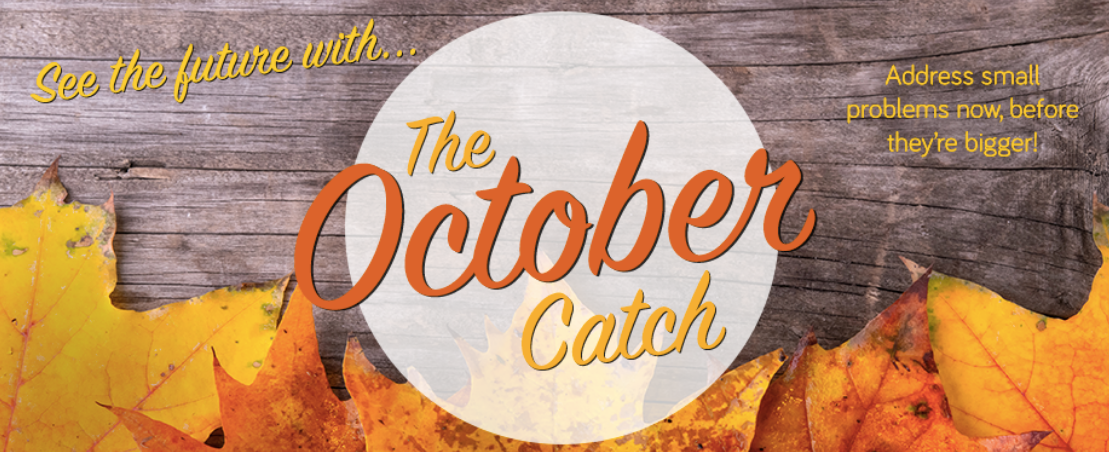 See the future with...
The
October
Catch
Address small
problems now, before
they're bigger!